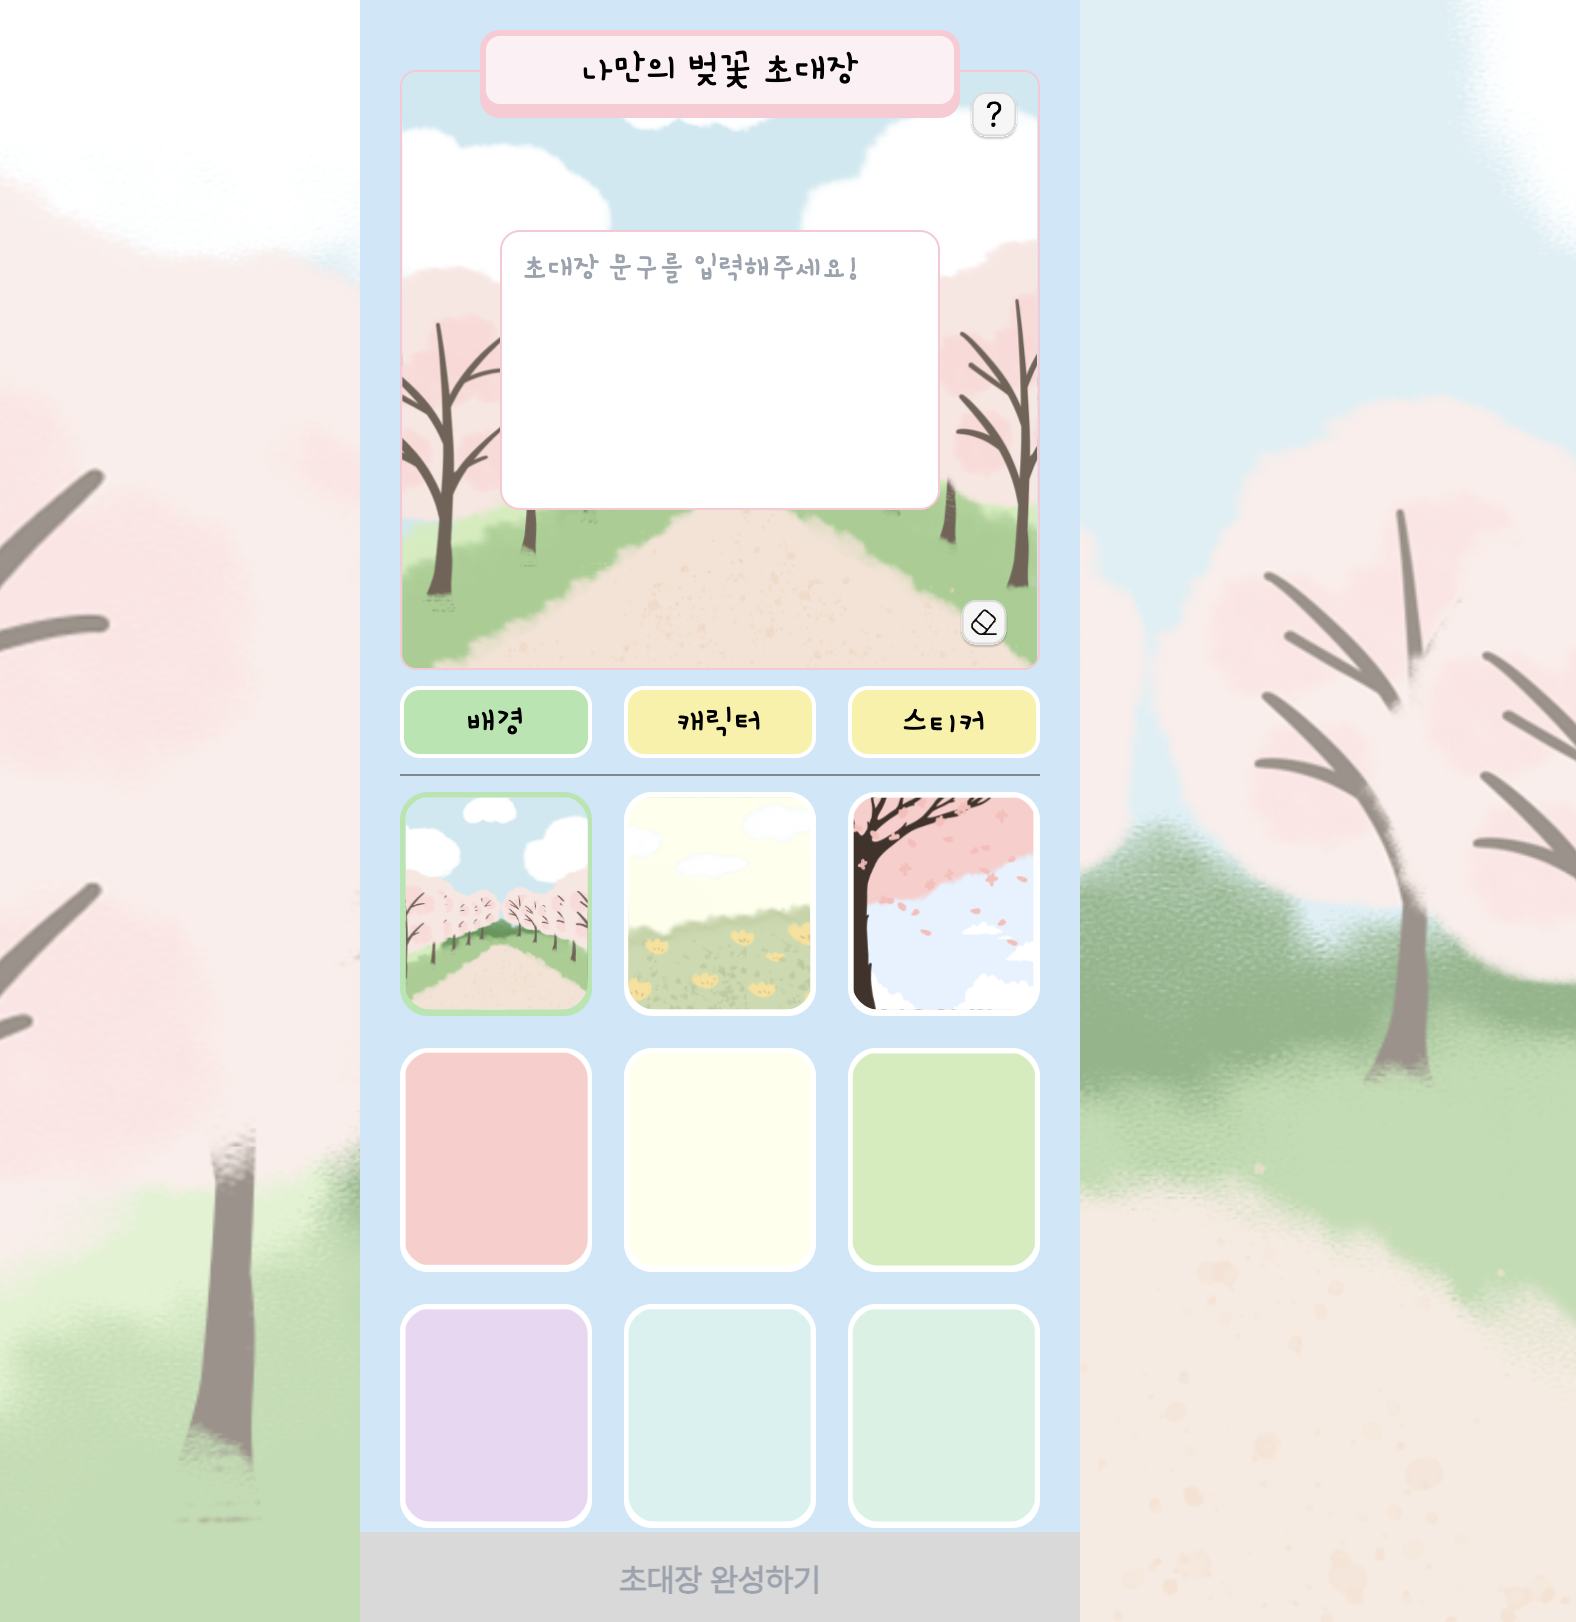 나만의 벚꽃 초대장
?
초대장 문구를 입력해주세요!
배경
캐릭터
스티커
초대장 완성하기